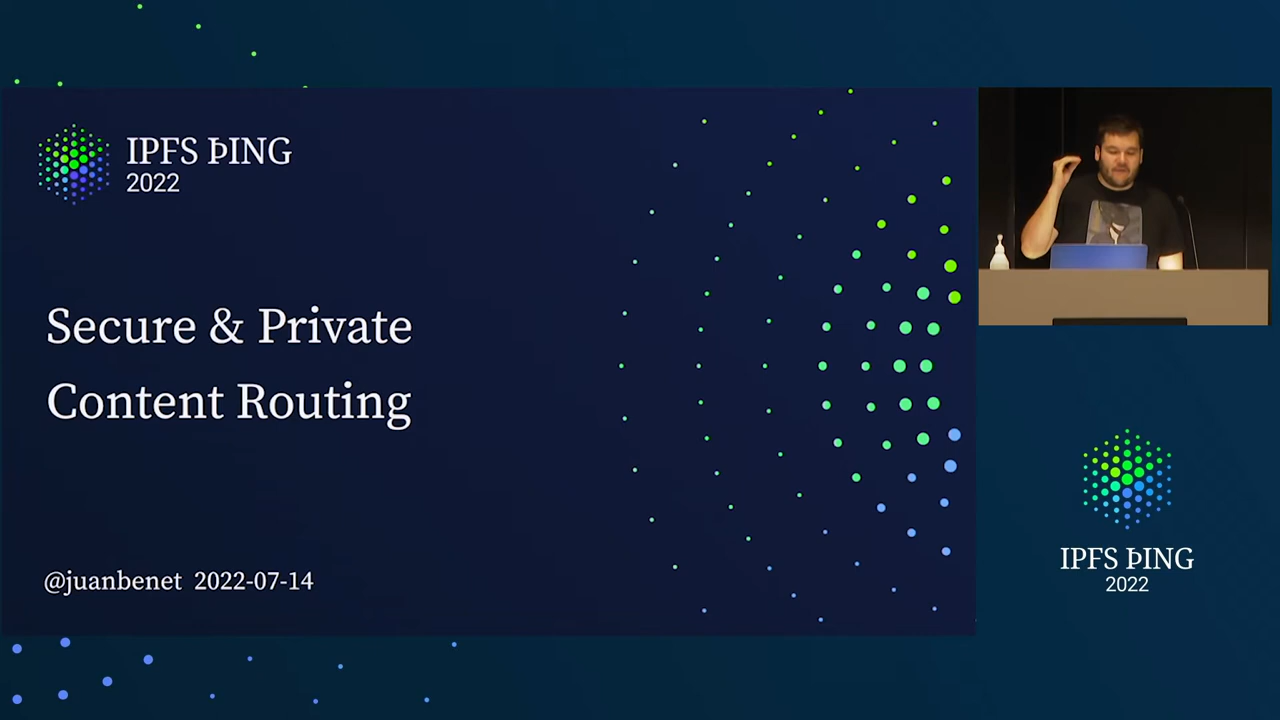 IPFS ÞING
2022
Secure & Private
Content Routing
@juanbenet 2022-07-14
IPFS ÞING
2022